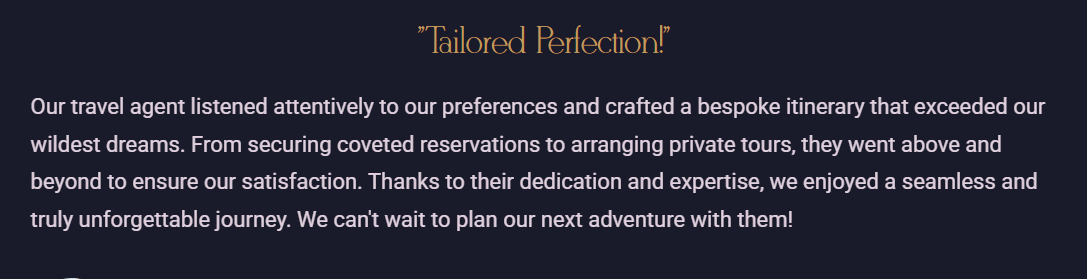 "Tailored Perfection!"
Our travel agent listened attentively to our preferences and crafted a bespoke itinerary that exceeded our
wildest dreams. From securing coveted reservations to arranging private tours, they went above and
beyond to ensure our satisfaction. Thanks to their dedication and expertise, we enjoyed a seamless and
truly unforgettable journey. We can't wait to plan our next adventure with them!